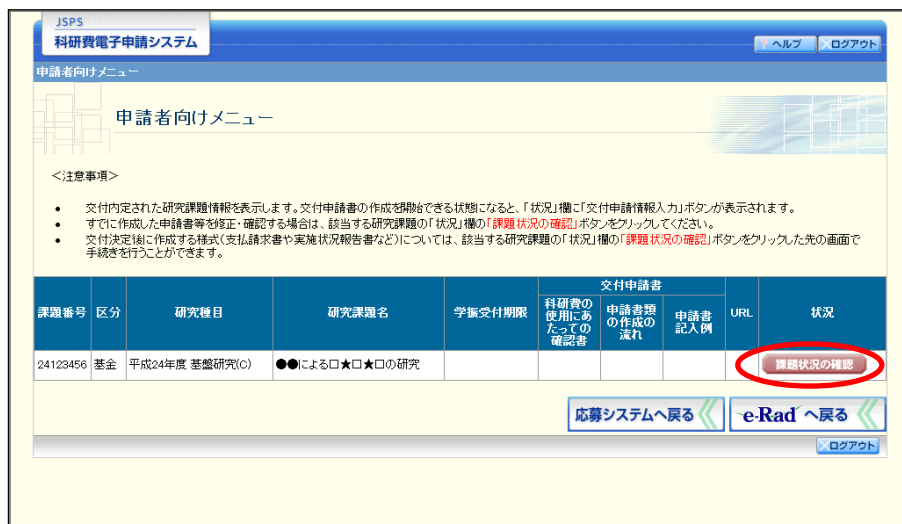 JSPS
科研費電子申請システム
? ヘルプ
ログアウト
申請者向けメニュー
申請者向けメニュー
＜注意事項＞
• 交付内定された研究課題情報を表示します。交付申請書の作成を開始できる状態になると、「状況」欄に「交付申請情報入力」ボタンが表示されます。
• すでに作成した申請書等を修正・確認する場合は、該当する研究課題の「状況」欄の「課題状況の確認」ボタンをクリックしてください。
• 交付決定後に作成する様式(支払請求書や実施状況報告書など)については、該当する研究課題の「状況」欄の「課題状況の確認」ボタンをクリックした先の画面で
手続きを行うことができます。
交付申請書
課題番号 区分 研究種目 研究課題名 学振受付期限
科研費の
使用にあ
たっての
確認書
申請書類
の作成の
流れ
申請書
記入例
URL 状況
24123456 基金 平成24年度 基盤研究(C) ●●による□★□★□の研究 課題状況の確認
応募システムへ戻る
e-Rad へ戻る
ログアウト